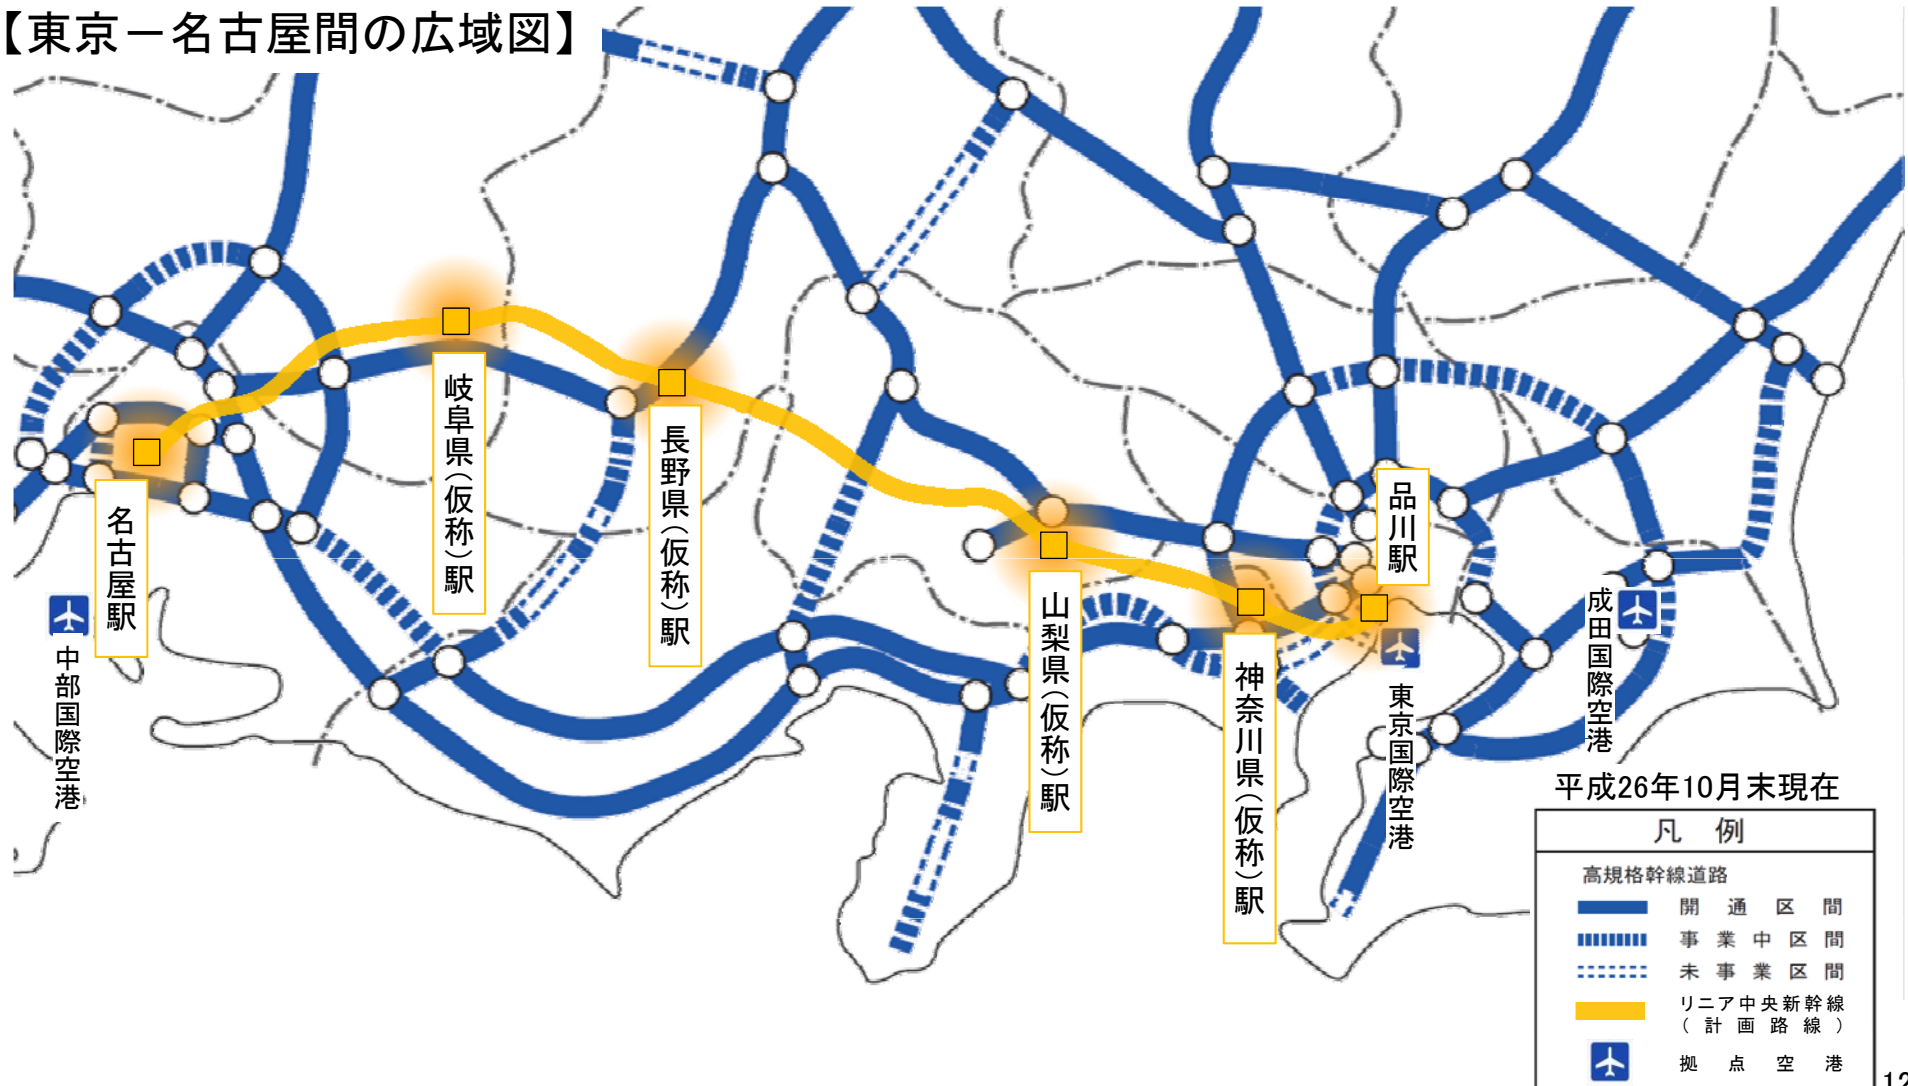 【東京－名古屋間の広域図】
名古屋駅
岐阜県（仮称）駅
長野県（仮称）駅
山梨県（仮称）駅
神奈川県（仮称）駅
品川駅
中部国際空港
東京国際空港
成田国際空港
平成26年10月末現在
凡 例
高規格幹線道路
開通区間
事業中区間
未事業区間
リニア中央新幹線
（計画路線）
拠点空港
12